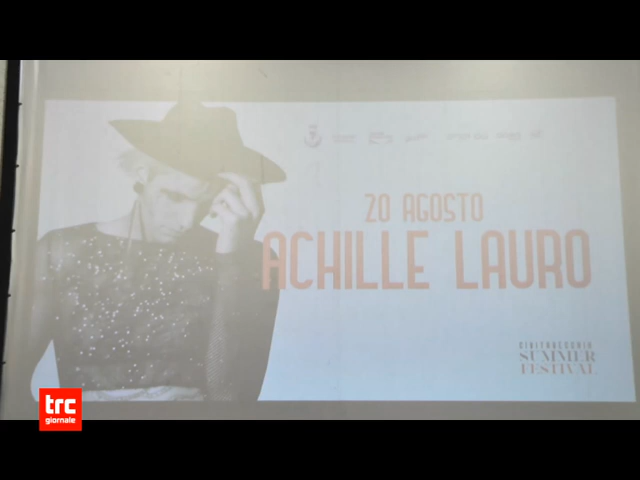 20 AGOSTO
ACHILLE LAURO
CIVITAVECCHIA
SUMMER
FESTIVAL
trc
giornale